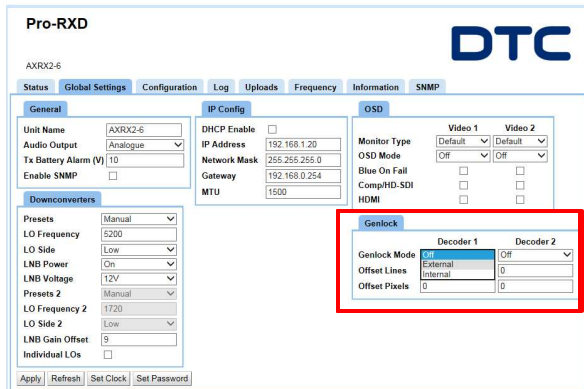 Pro-RXD
DTC
AXRX2-6
Status Global Settings Configuration Log Uploads Frequency Information SNMP
General
Unit Name AXRX2-6
Audio Output Analogue
Tx Battery Alarm (V) 10
Enable SNMP
Downconverters
Presets Manual
LO Frequency 5200
LO Side Low
LNB Power On
LNB Voltage 12V
Presets 2 Manual
LO Frequency 2 1720
LO Side 2 Low
LNB Gain Offset 9
Individual LOs
IP Config
DHCP Enable
IP Address 192.168.1.20
Network Mask 255.255.255.0
Gateway 192.168.0.254
MTU 1500
OSD
Video 1 Video 2
Monitor Type Default Default
OSD Mode Off Off
Blue On Fail
Comp/HD-SDI
HDMI
Genlock
Decoder 1 Decoder 2
Genlock Mode Off Off
External
Internal
Offset Lines 0
Offset Pixels 0 0
Apply Refresh Set Clock Set Password